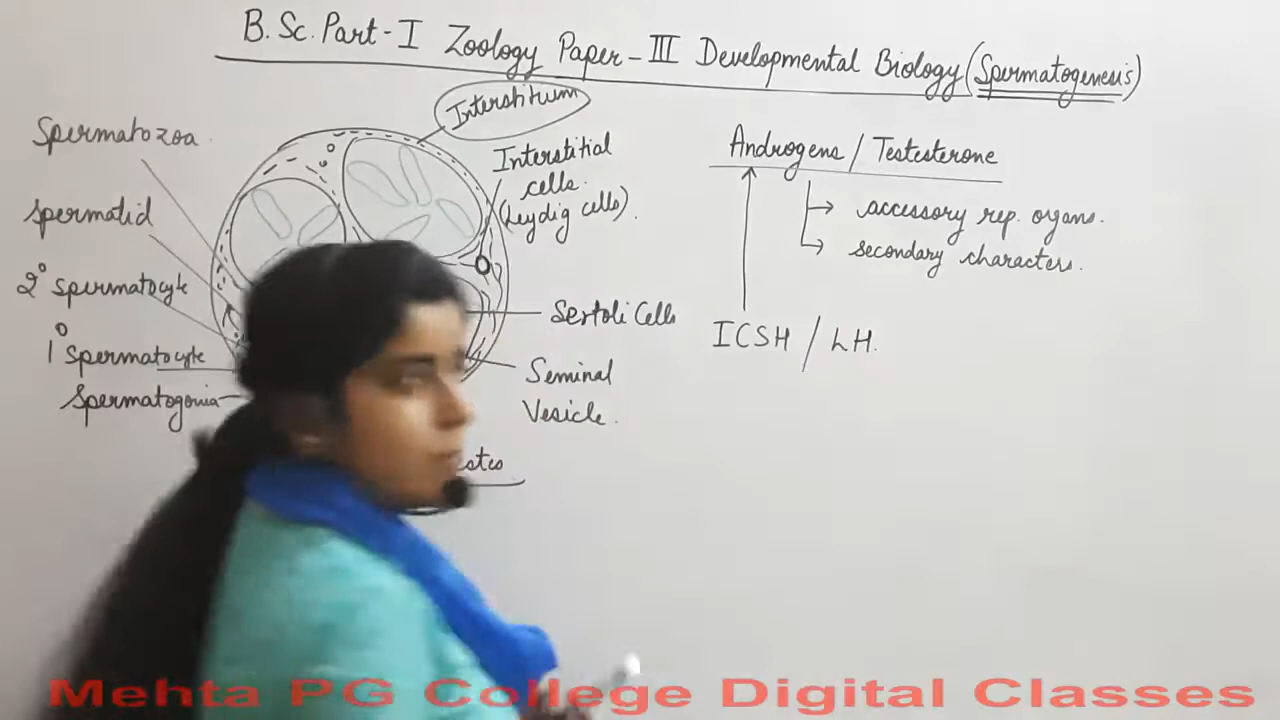 B.Sc. Part-I Zoology Paper-III Developmental Biology (Spermatogenesis)
Interstitium
Spermatozoa
Spermatid
2° Spermatocyte
1° Spermatocyte
Spermatogonia
Interstitial
cells.
(Leydig cells).
Sertoli Cells
Seminal
Vesicle.
Androgens / Testesterone
accessory rep. organs.
secondary characters.
ICSH / LH.
Mehta PG College Digital Classes